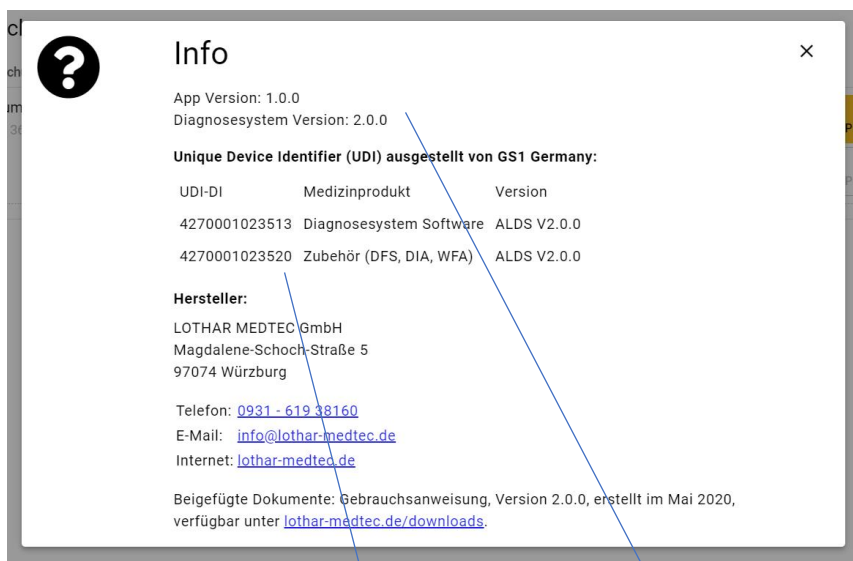 Info
App Version: 1.0.0
Diagnosesystem Version: 2.0.0
Unique Device Identifier (UDI) ausgestellt von GS1 Germany:
UDI-DI Medizinprodukt Version
4270001023513 Diagnosesystem Software ALDS V2.0.0
4270001023520 Zubehör (DFS, DIA, WFA) ALDS V2.0.0
Hersteller:
LOTHAR MEDTEC GmbH
Magdalene-Schoch-Straße 5
97074 Würzburg
Telefon: 0931 - 619 38160
E-Mail: info@lothar-medtec.de
Internet: lothar-medtec.de
Beigefügte Dokumente: Gebrauchsanweisung, Version 2.0.0, erstellt im Mai 2020,
verfügbar unter lothar-medtec.de/downloads.